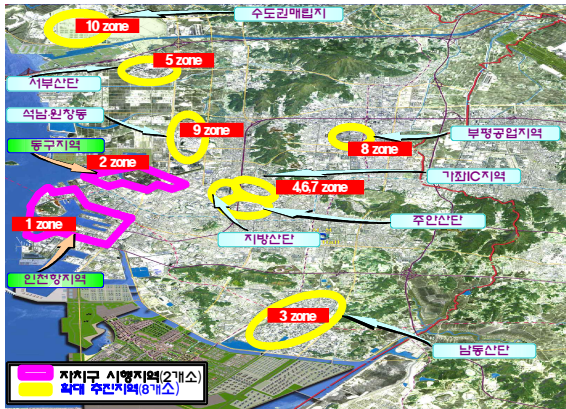 수도권매립지
10 zone
5 zone
서부산단
석남.원창동
9 zone
부평공업지역
8 zone
동구지역
2 zone
가좌IC지역
4,6,7 zone
주안산단
1 zone
지방산단
인천항지역
3 zone
남동산단
자치구 시행지역(2개소)
확대 추진지역(8개소)